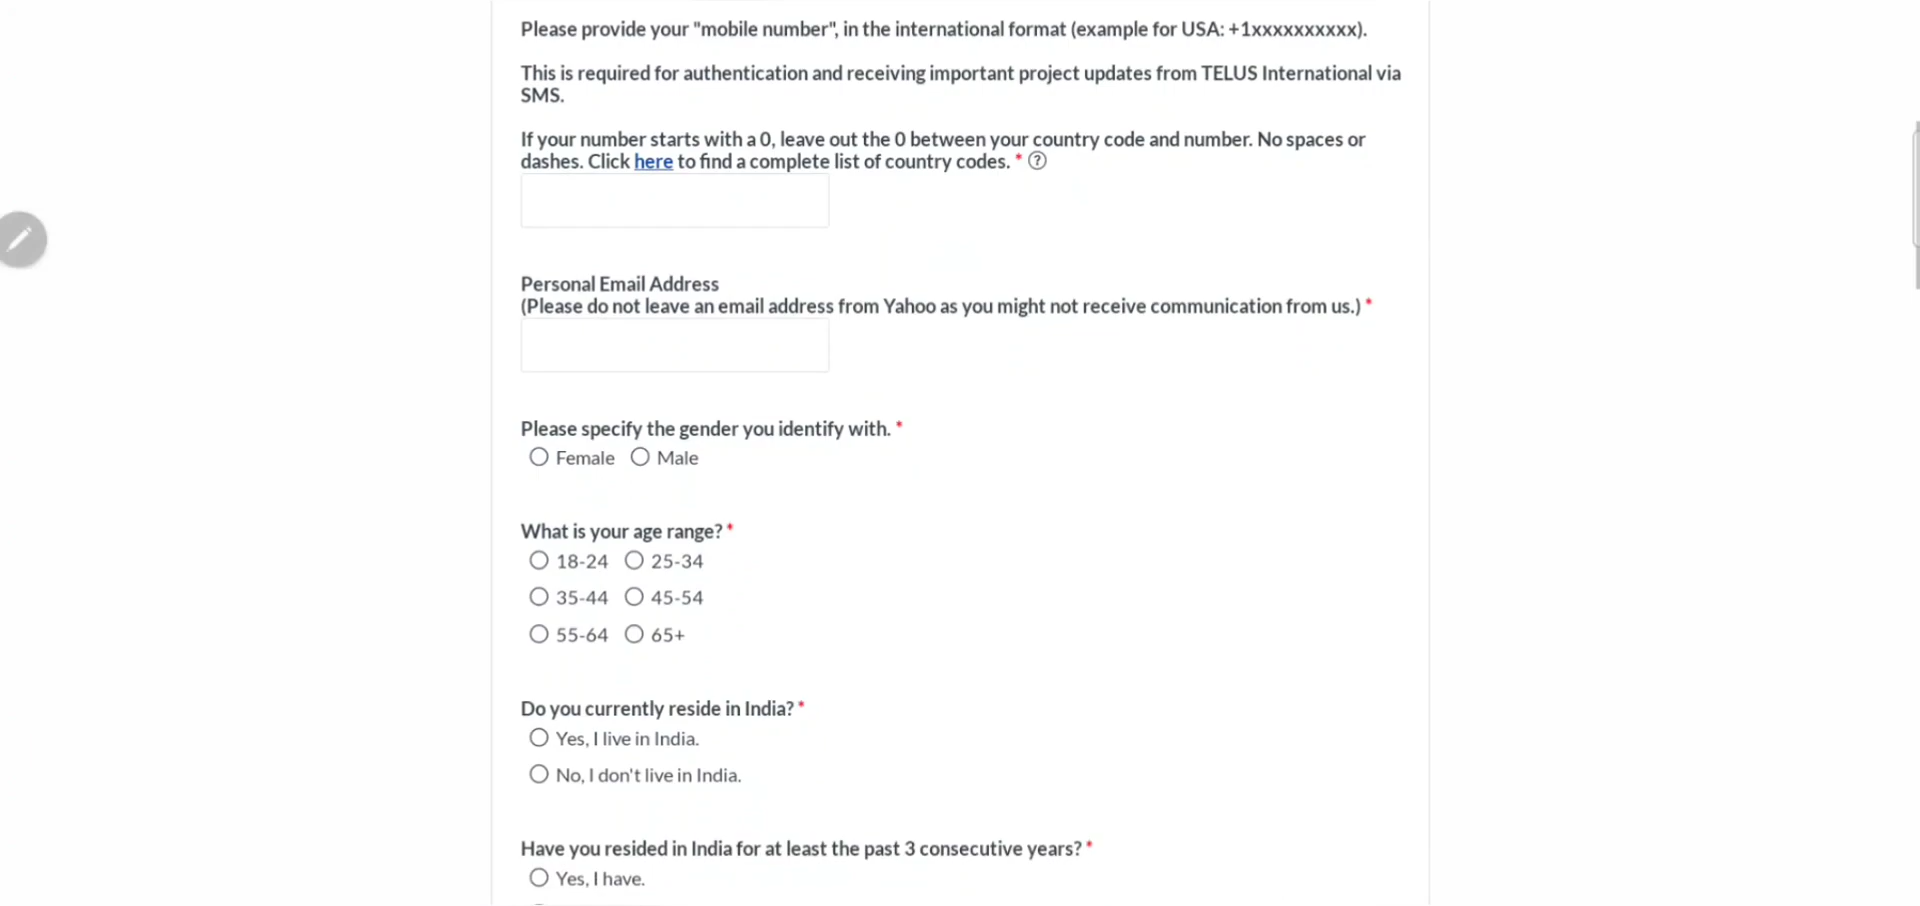 Please provide your "mobile number", in the international format (example for USA: +1xxxxxxxxxx).
This is required for authentication and receiving important project updates from TELUS International via
SMS.
If your number starts with a 0, leave out the 0 between your country code and number. No spaces or
dashes. Click here to find a complete list of country codes. * ?
Personal Email Address
(Please do not leave an email address from Yahoo as you might not receive communication from us.) *
Please specify the gender you identify with. *
Female Male
What is your age range? *
18-24 25-34
35-44 45-54
55-64 65+
Do you currently reside in India? *
Yes, I live in India.
No, I don't live in India.
Have you resided in India for at least the past 3 consecutive years? *
Yes, I have.